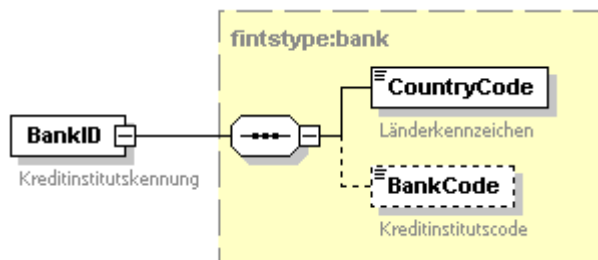 fintstype:bank
CountryCode
Länderkennzeichen
BankID
Kreditinstitutskennung
BankCode
Kreditinstitutscode